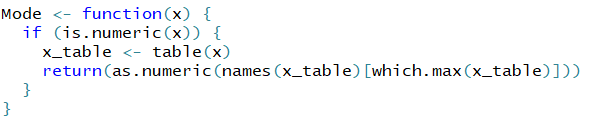 Mode <- function(x) {
  if (is.numeric(x)) {
    x_table <- table(x)
    return(as.numeric(names(x_table)[which.max(x_table)]))
  }
}